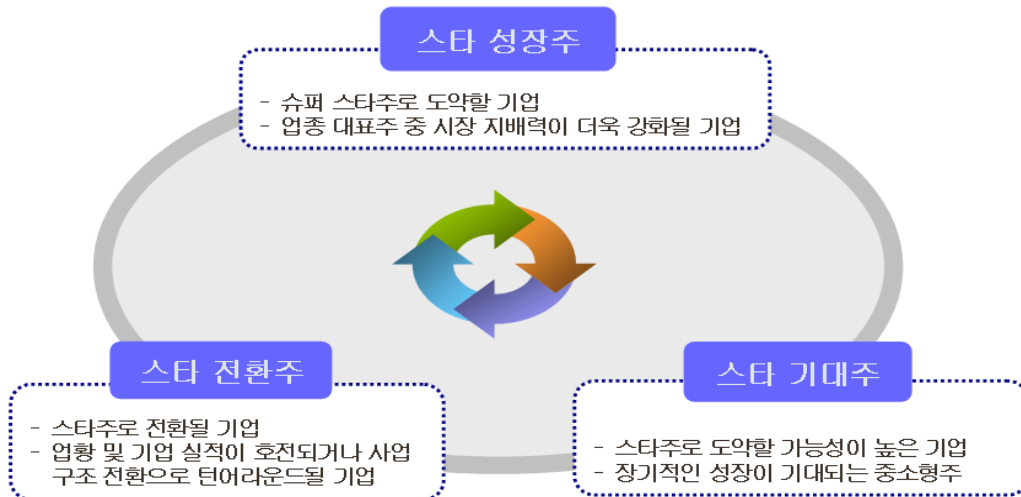 스타 성장주
- 슈퍼 스타주로 도약할 기업
- 업종 대표주 중 시장 지배력이 더욱 강화될 기업
스타 전환주
- 스타주로 전환될 기업
- 업황 및 기업 실적이 호전되거나 사업
구조 전환으로 턴어라운드될 기업
스타 기대주
- 스타주로 도약할 가능성이 높은 기업
- 장기적인 성장이 기대되는 중소형주